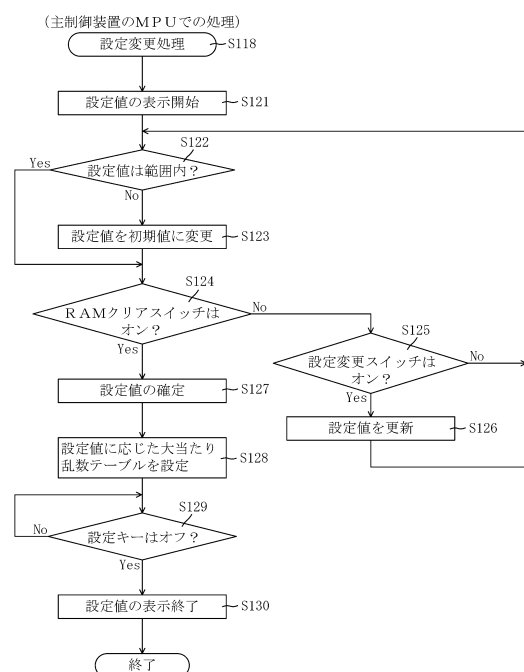 (主制御装置のMPUでの処理)
設定変更処理
S118
設定値の表示開始
S121
S122
Yes
設定値は範囲内?
No
設定値を初期値に変更
S123
S124
RAMクリアスイッチは
オン?
No
Yes
S125
設定変更スイッチは
オン?
No
Yes
設定値の確定
S127
設定値を更新
S126
設定値に応じた大当たり
乱数テーブルを設定
S128
S129
設定キーはオフ?
No
Yes
設定値の表示終了
S130
終了